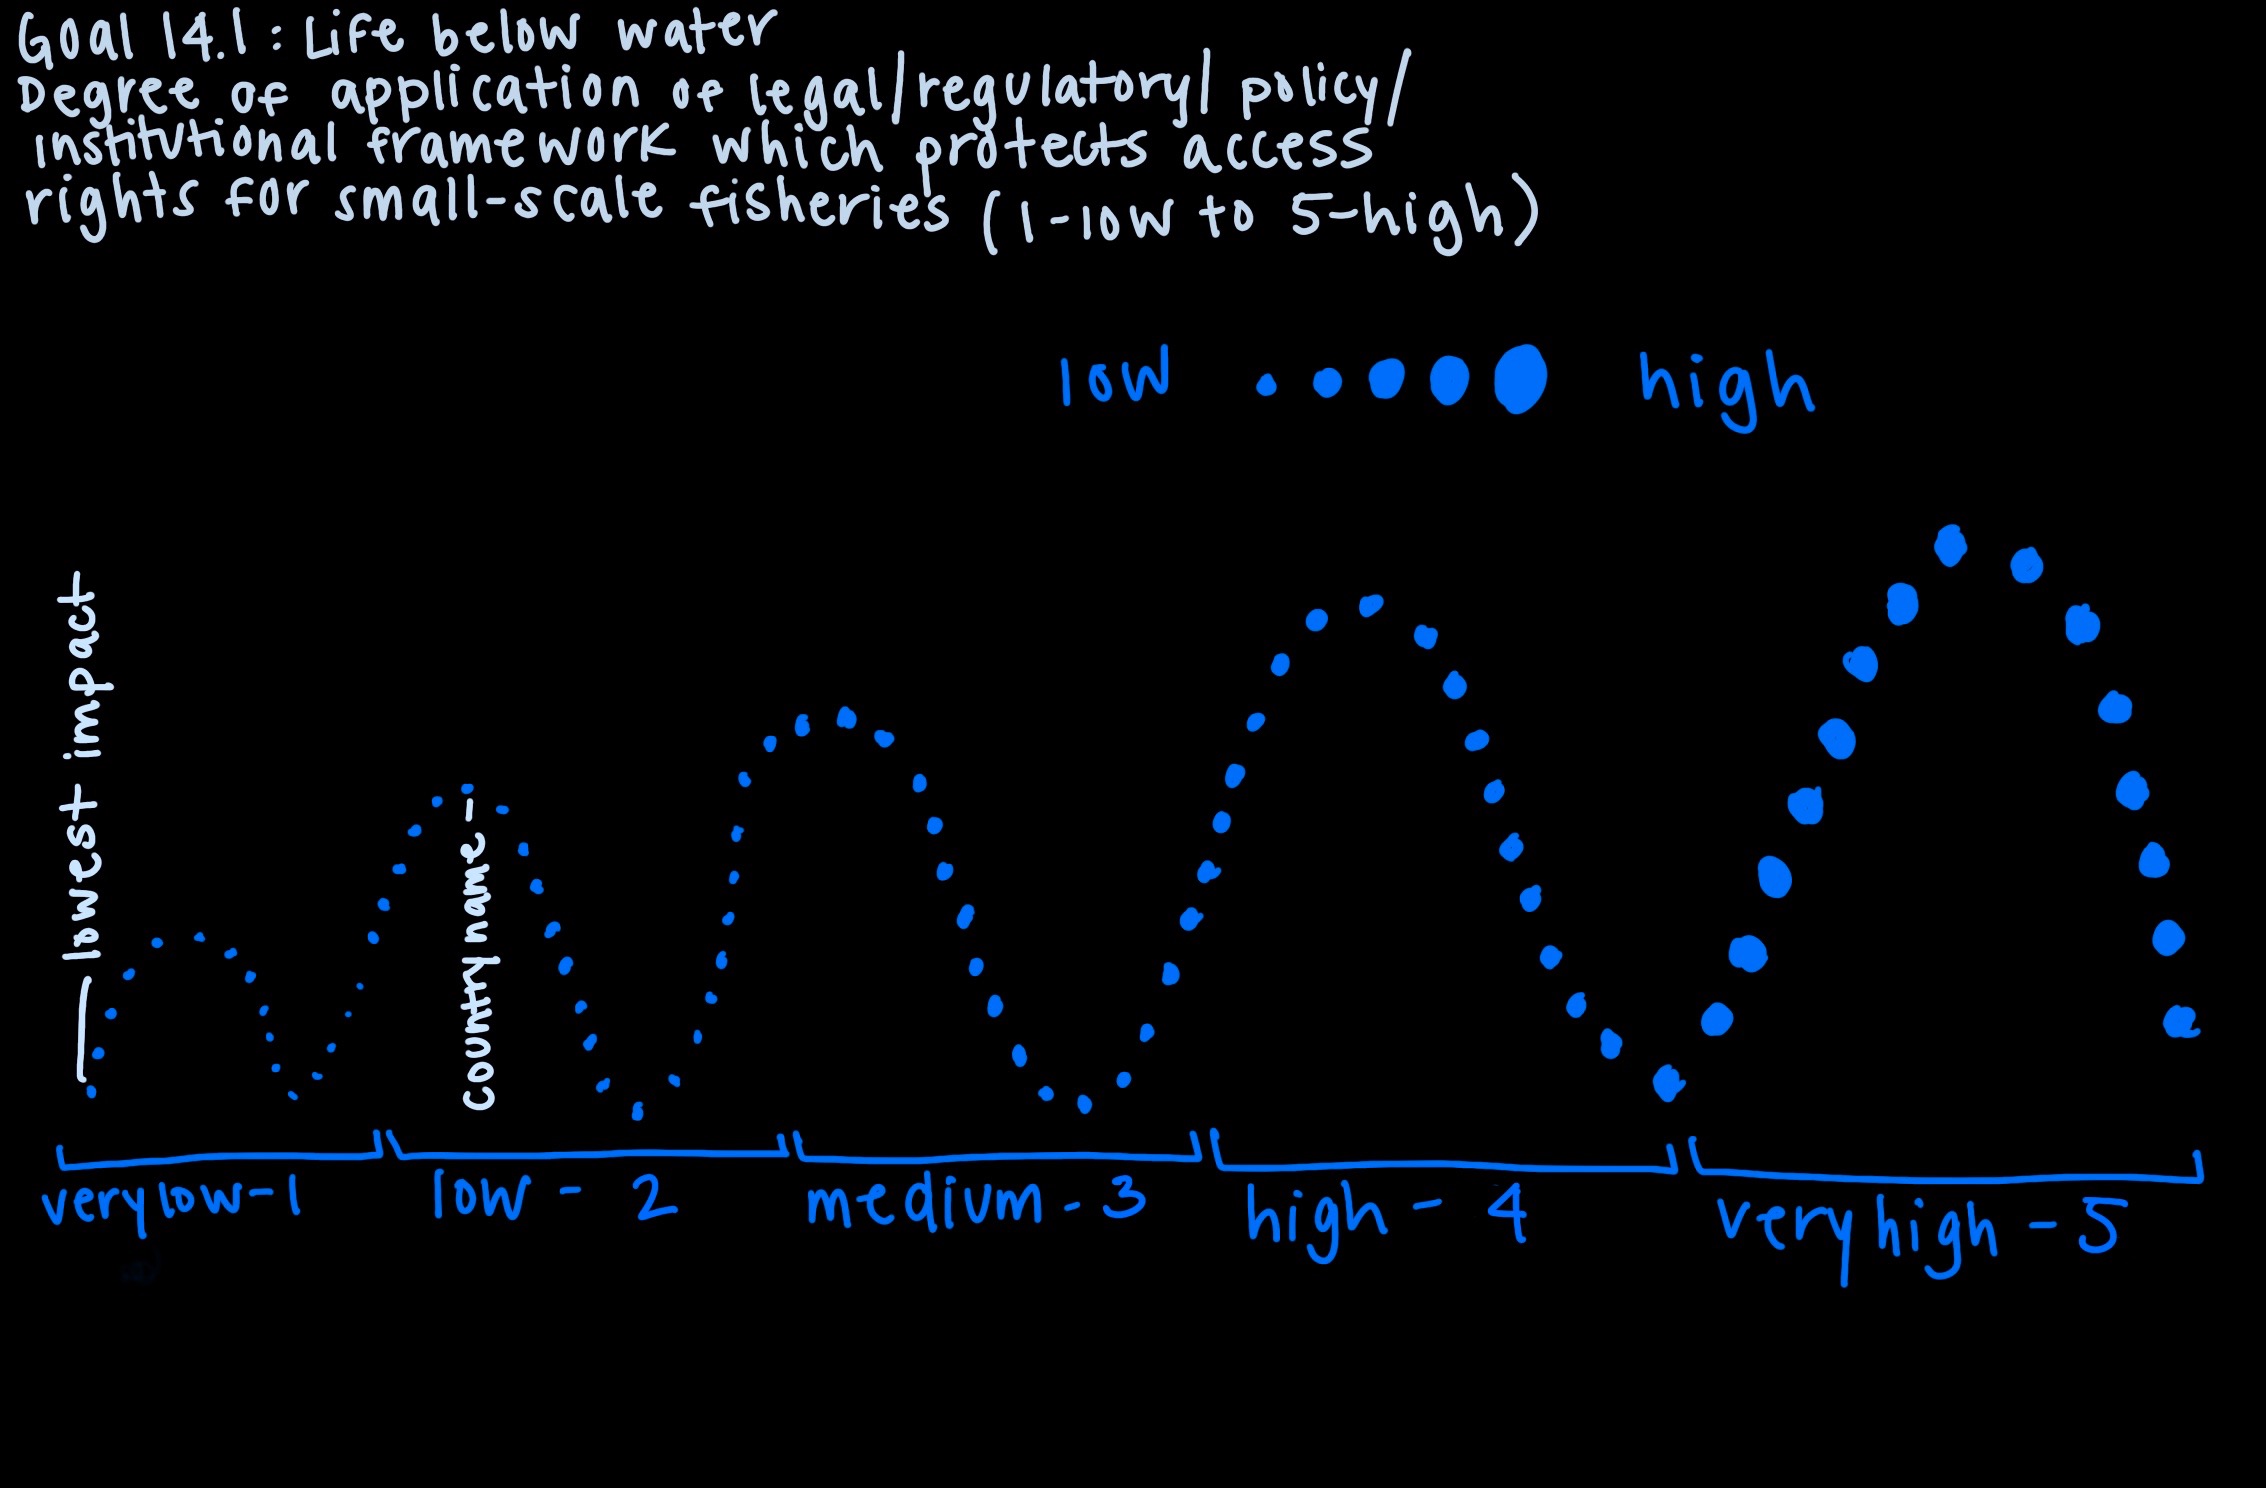 Goal 14.1: Life below water
Degree of application of legal/regulatory/policy/
institutional framework which protects access
rights for small-scale fisheries (1-low to 5-high)
low high
lowest impact
country name -
very low-1 low - 2 medium - 3 high - 4 very high - 5